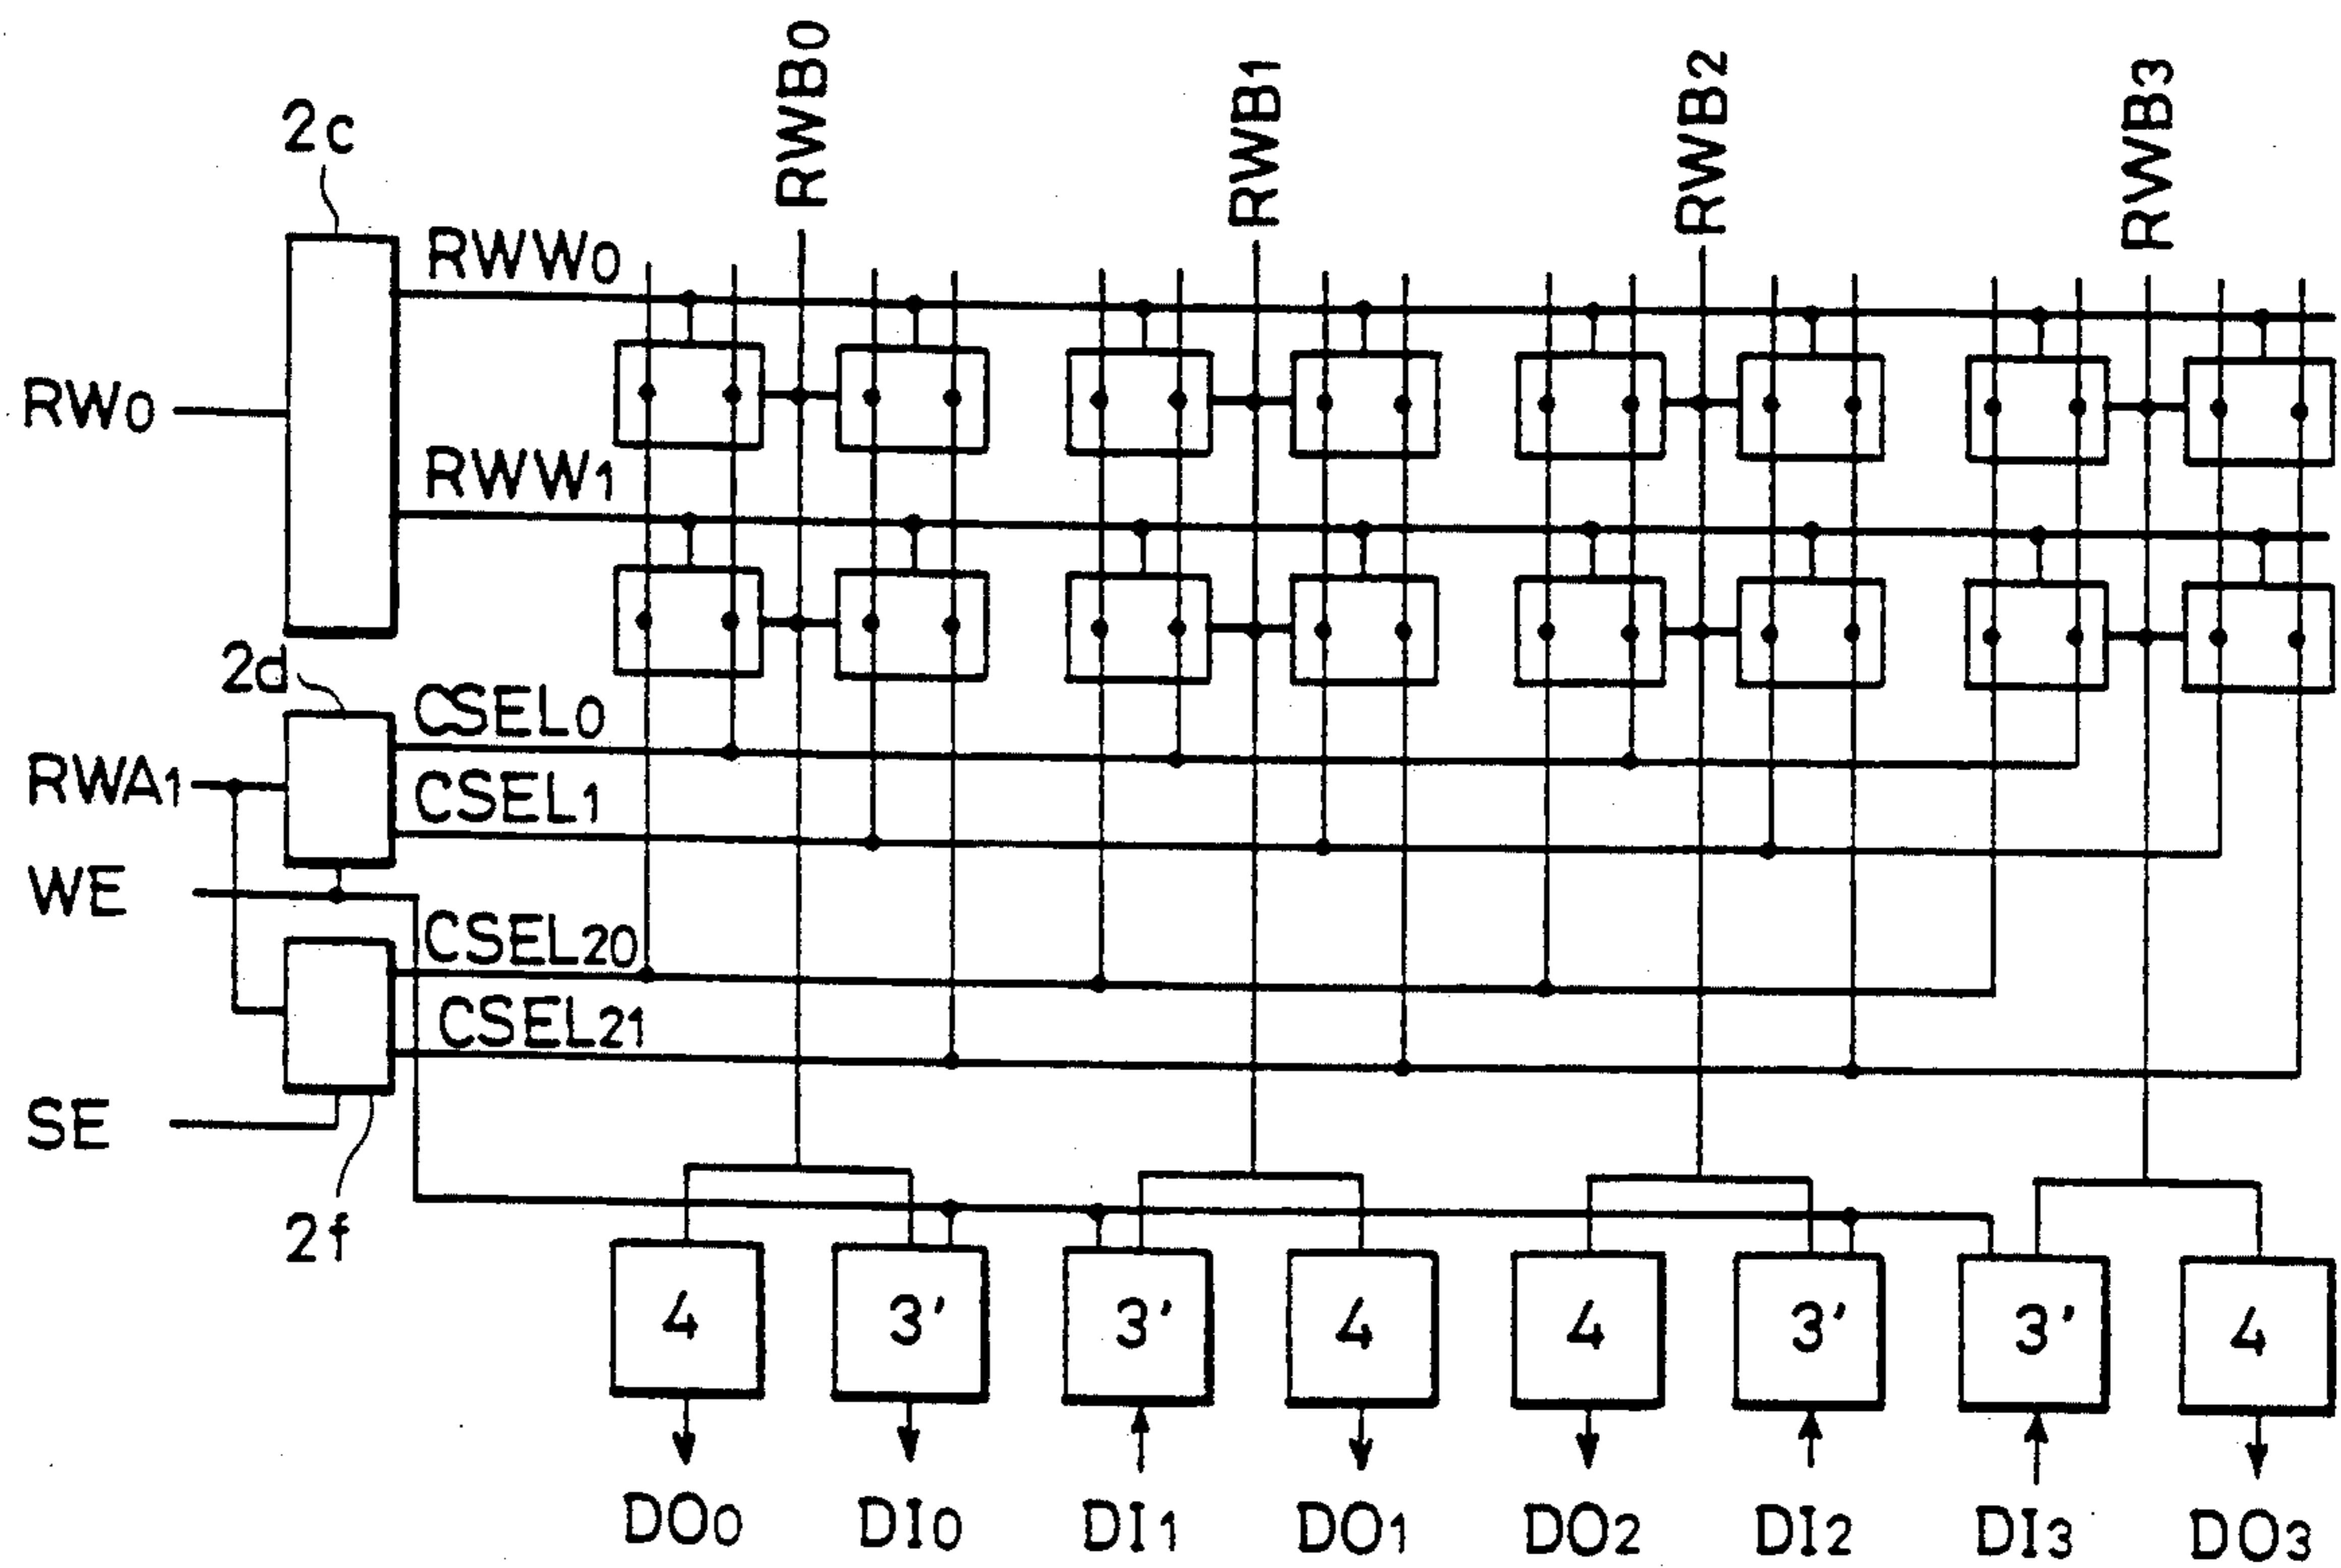 RWB0
RWB1
RWB2
RWB3
2c
RWW0
RW0
RWW1
2d
CSEL0
RWA1
CSEL1
WE
CSEL20
CSEL21
SE
2f
4 3' 3' 4 4 3' 3' 4
DO0 DI0 DI1 DO1 DO2 DI2 DI3 DO3